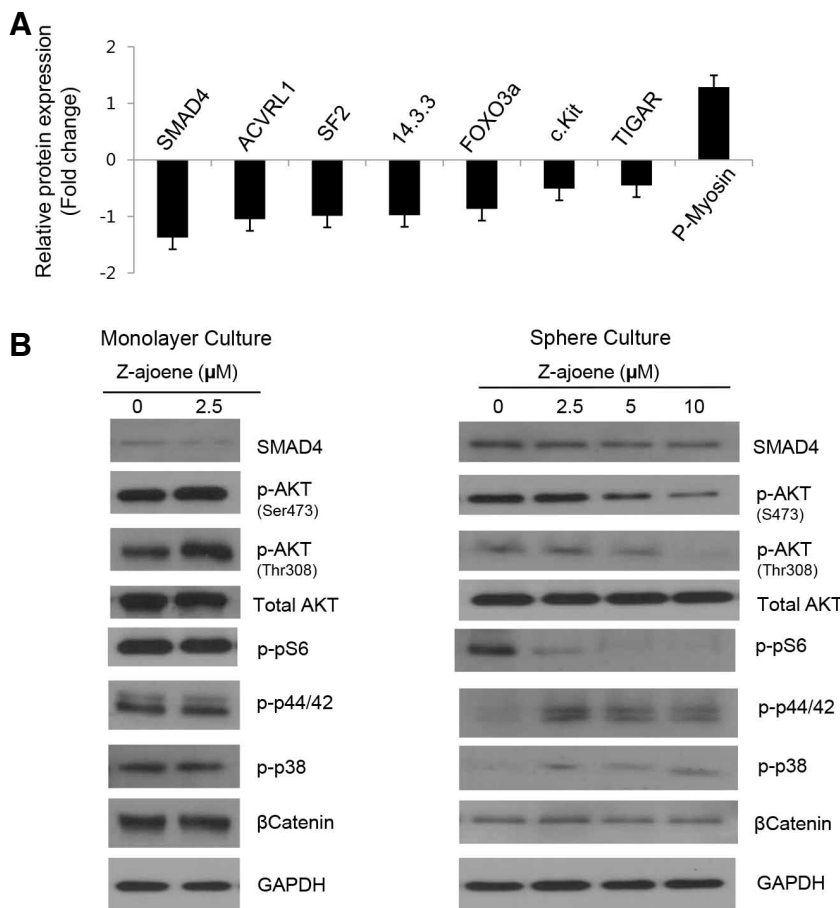 A
Relative protein expression
(Fold change)
2
1
0
-1
-2
SMAD4
ACVRL1
SF2
14.3.3
FOXO3a
c.Kit
TIGAR
P-Myosin
B
Monolayer Culture
Z-ajoene (µM)
0 2.5
SMAD4
p-AKT
(Ser473)
p-AKT
(Thr308)
Total AKT
p-pS6
p-p44/42
p-p38
βCatenin
GAPDH
Sphere Culture
Z-ajoene (µM)
0 2.5 5 10
SMAD4
p-AKT
(S473)
p-AKT
(Thr308)
Total AKT
p-pS6
p-p44/42
p-p38
βCatenin
GAPDH